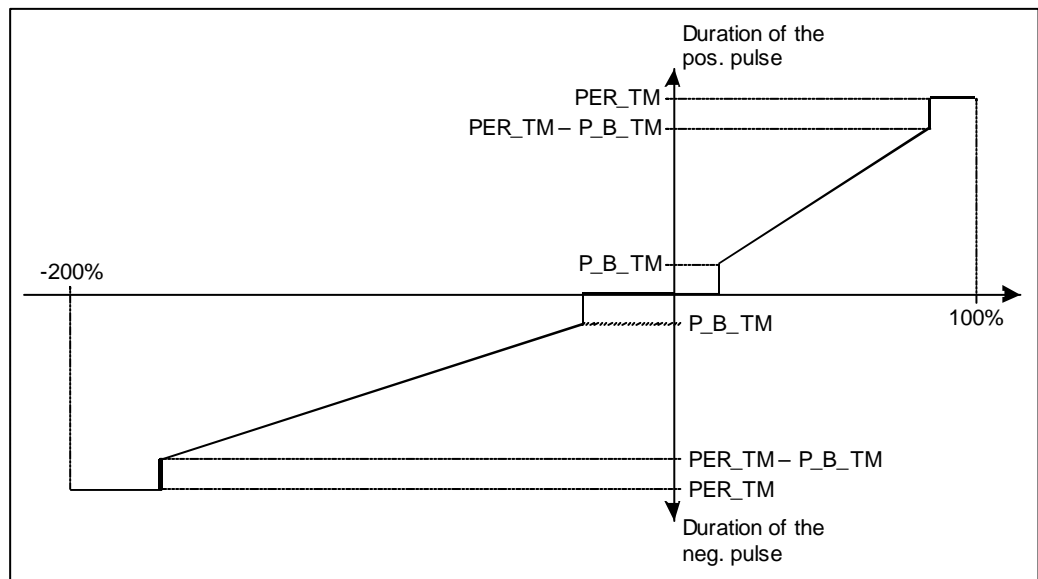 Duration of the
pos. pulse
PER_TM
PER_TM – P_B_TM
P_B_TM
-200%
100%
P_B_TM
PER_TM – P_B_TM
PER_TM
Duration of the
neg. pulse